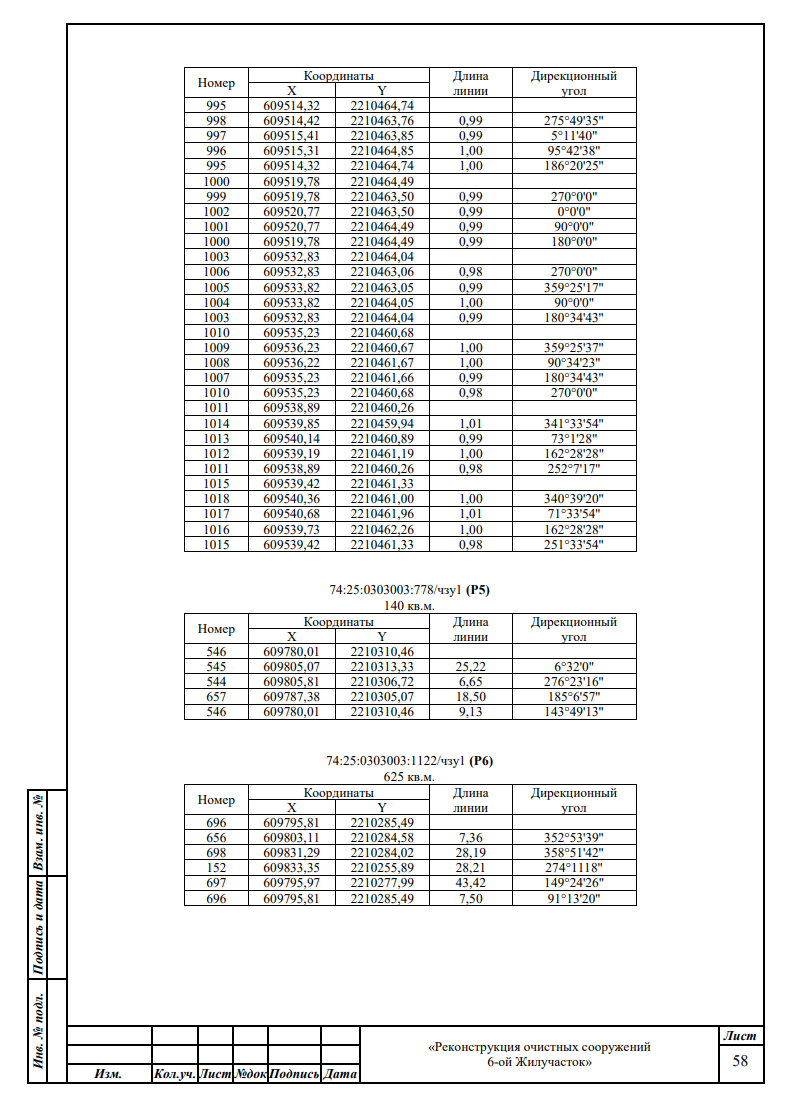 Номер Координаты Длина линии Дирекционный угол
X Y
995 609514,32 2210464,74
998 609514,42 2210463,76 0,99 275°49'35"
997 609515,41 2210463,85 0,99 5°11'40"
996 609515,31 2210464,85 1,00 95°42'38"
995 609514,32 2210464,74 1,00 186°20'25"
1000 609519,78 2210464,49
999 609519,78 2210463,50 0,99 270°0'0"
1002 609520,77 2210463,50 0,99 0°0'0"
1001 609520,77 2210464,49 0,99 90°0'0"
1000 609519,78 2210464,49 0,99 180°0'0"
1003 609532,83 2210464,04
1006 609532,83 2210463,06 0,98 270°0'0"
1005 609533,82 2210463,05 0,99 359°25'17"
1004 609533,82 2210464,05 1,00 90°0'0"
1003 609532,83 2210464,04 0,99 180°34'43"
1010 609535,23 2210460,68
1009 609536,23 2210460,67 1,00 359°25'37"
1008 609536,22 2210461,67 1,00 90°34'23"
1007 609535,23 2210461,66 0,99 180°34'43"
1010 609535,23 2210460,68 0,98 270°0'0"
1011 609538,89 2210460,26
1014 609539,85 2210459,94 1,01 341°33'54"
1013 609540,14 2210460,89 0,99 73°1'28"
1012 609539,19 2210461,19 1,00 162°28'28"
1011 609538,89 2210460,26 0,98 252°7'17"
1015 609539,42 2210461,33
1018 609540,36 2210461,00 1,00 340°39'20"
1017 609540,68 2210461,96 1,01 71°33'54"
1016 609539,73 2210462,26 1,00 162°28'28"
1015 609539,42 2210461,33 0,98 251°33'54"
74:25:0303003:778/чзу1 (Р5)
140 кв.м.
Номер Координаты Длина линии Дирекционный угол
X Y
546 609780,01 2210310,46
545 609805,07 2210313,33 25,22 6°32'0"
544 609805,81 2210306,72 6,65 276°23'16"
657 609787,38 2210305,07 18,50 185°6'57"
546 609780,01 2210310,46 9,13 143°49'13"
74:25:0303003:1122/чзу1 (Р6)
625 кв.м.
Номер Координаты Длина линии Дирекционный угол
X Y
696 609795,81 2210285,49
656 609803,11 2210284,58 7,36 352°53'39"
698 609831,29 2210284,02 28,19 358°51'42"
152 609833,35 2210255,89 28,21 274°1118"
697 609795,97 2210277,99 43,42 149°24'26"
696 609795,81 2210285,49 7,50 91°13'20"
Взам. инв. №
Подпись и дата
Инв. № подл.
Изм. Кол.уч. Лист №док Подпись Дата
«Реконструкция очистных сооружений
6-ой Жилучасток»
Лист
58